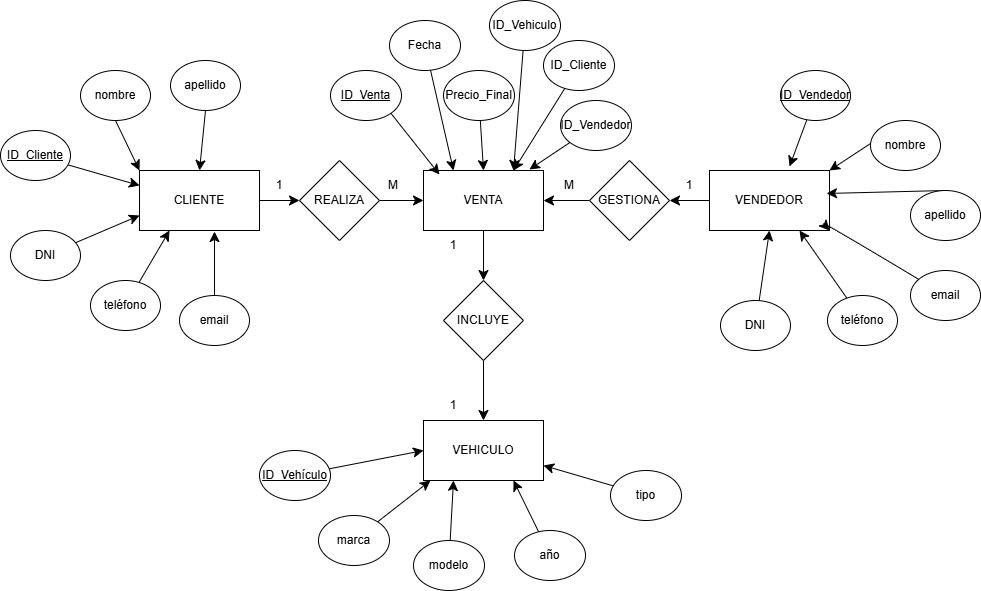 ID_Vehiculo
Fecha
ID_Cliente
apellido
nombre
ID_Venta
Precio_Final
ID_Vendedor
ID_Vendedor
nombre
ID_Cliente
1
M
M
1
CLIENTE
REALIZA
VENTA
GESTIONA
VENDEDOR
apellido
DNI
1
teléfono
email
INCLUYE
email
DNI
teléfono
1
VEHICULO
ID_Vehículo
tipo
marca
modelo
año